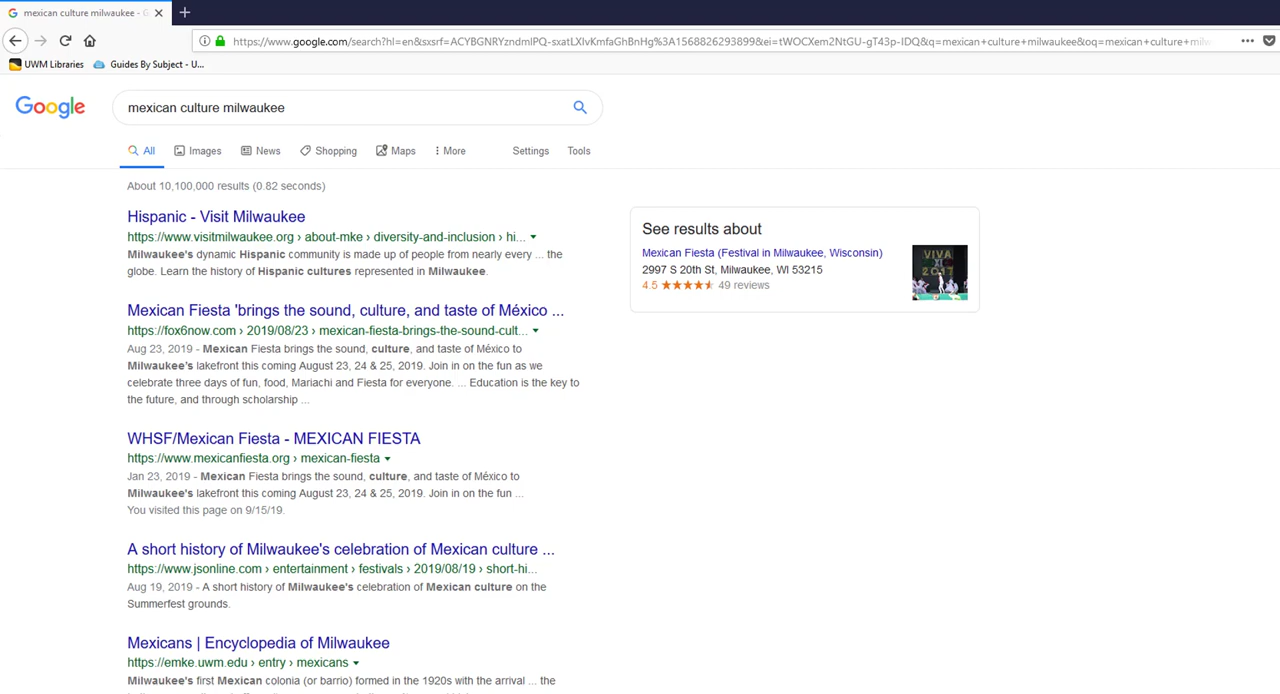 mexican culture milwaukee - G
https://www.google.com/search?hl=en&sxsrf=ACYBGNRYzndmlPQ-sxatLXIvKmfaGhBnHg%3A1568826293899&ei=tWOCXem2NtGU-gT43p-IDQ&q=mexican+culture+milwaukee&oq=mexican+culture+milw
UWM Libraries Guides By Subject - U...
Google mexican culture milwaukee
All Images News Shopping Maps More Settings Tools
About 10,100,000 results (0.82 seconds)
Hispanic - Visit Milwaukee
https://www.visitmilwaukee.org › about-mke › diversity-and-inclusion › hi...
Milwaukee's dynamic Hispanic community is made up of people from nearly every ... the
globe. Learn the history of Hispanic cultures represented in Milwaukee.
Mexican Fiesta 'brings the sound, culture, and taste of México ...
https://fox6now.com › 2019/08/23 › mexican-fiesta-brings-the-sound-cult...
Aug 23, 2019 - Mexican Fiesta brings the sound, culture, and taste of México to
Milwaukee's lakefront this coming August 23, 24 & 25, 2019. Join in on the fun as we
celebrate three days of fun, food, Mariachi and Fiesta for everyone. ... Education is the key to
the future, and through scholarship ...
WHSF/Mexican Fiesta - MEXICAN FIESTA
https://www.mexicanfiesta.org › mexican-fiesta
Jan 23, 2019 - Mexican Fiesta brings the sound, culture, and taste of México to
Milwaukee's lakefront this coming August 23, 24 & 25, 2019. Join in on the fun ...
You visited this page on 9/15/19.
A short history of Milwaukee's celebration of Mexican culture ...
https://www.jsonline.com › entertainment › festivals › 2019/08/19 › short-hi...
Aug 19, 2019 - A short history of Milwaukee's celebration of Mexican culture on the
Summerfest grounds.
Mexicans | Encyclopedia of Milwaukee
https://emke.uwm.edu › entry › mexicans
Milwaukee's first Mexican colonia (or barrio) formed in the 1920s with the arrival ... the
See results about
Mexican Fiesta (Festival in Milwaukee, Wisconsin)
2997 S 20th St, Milwaukee, WI 53215
4.5 49 reviews
VIVA
XI
2017